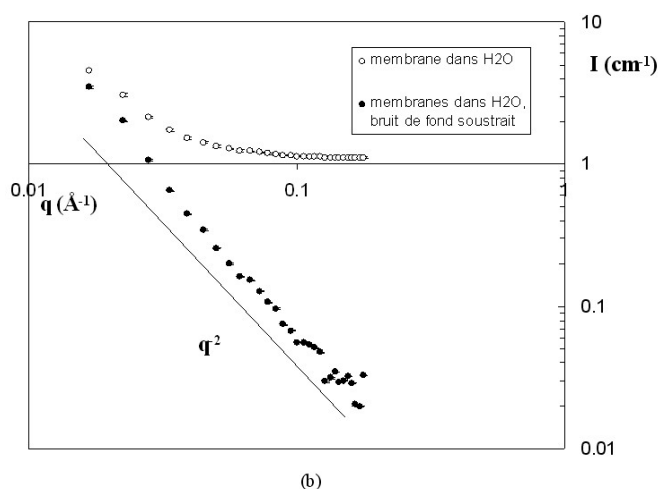 10
membrane dans H2O
membranes dans H2O,
bruit de fond soustrait
I (cm-1)
1
0.01
0.1
1
q (Å-1)
0.1
q-2
0.01
(b)